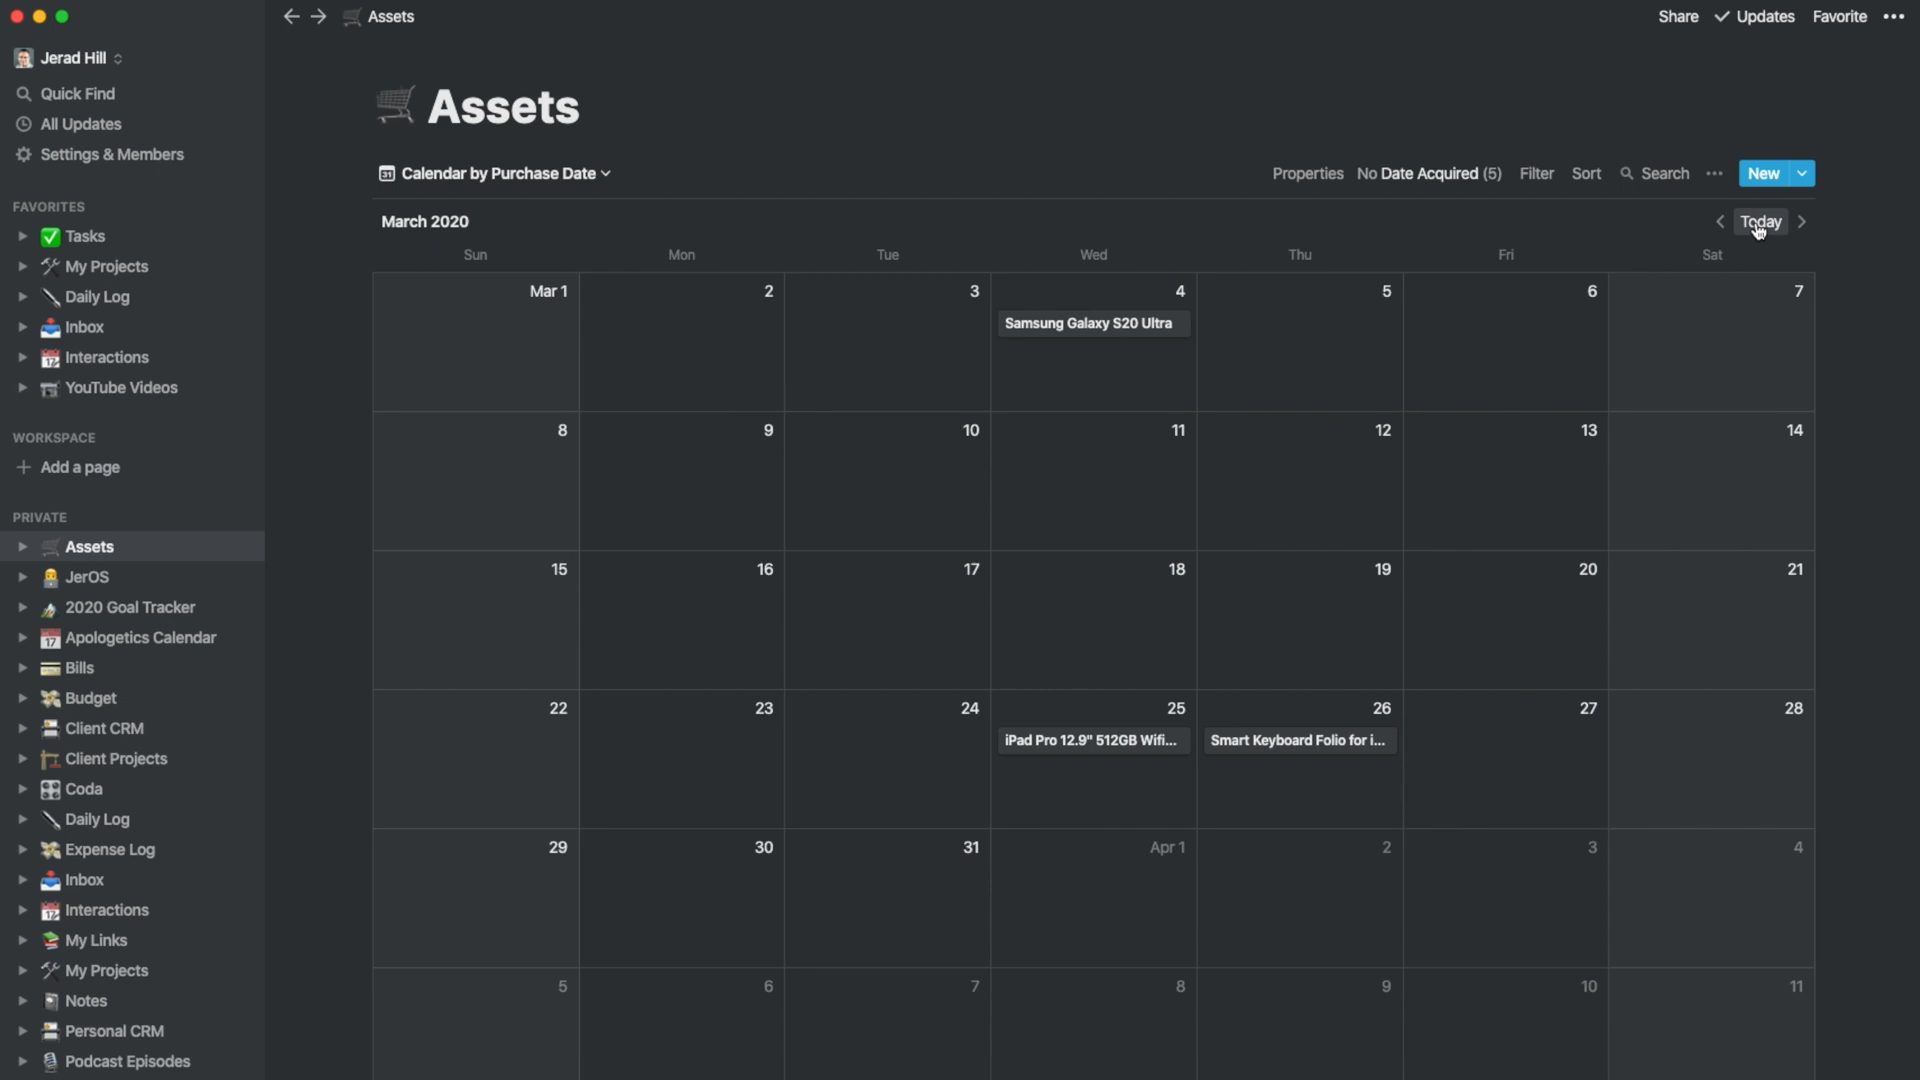 Assets
Share ✓ Updates Favorite •••
Jerad Hill
Quick Find
All Updates
Settings & Members
FAVORITES
Tasks
My Projects
Daily Log
Inbox
Interactions
YouTube Videos
WORKSPACE
+ Add a page
PRIVATE
Assets
JerOS
2020 Goal Tracker
17 Apologetics Calendar
Bills
Budget
Client CRM
Client Projects
Coda
Daily Log
Expense Log
Inbox
Interactions
My Links
My Projects
Notes
Personal CRM
Podcast Episodes
Assets
31 Calendar by Purchase Date
Properties No Date Acquired (5) Filter Sort Search ••• New
March 2020
Today
Sun Mon Tue Wed Thu Fri Sat
Mar 1 2 3 4 5 6 7
Samsung Galaxy S20 Ultra
8 9 10 11 12 13 14
15 16 17 18 19 20 21
22 23 24 25 26 27 28
iPad Pro 12.9" 512GB Wifi... Smart Keyboard Folio for i...
29 30 31 Apr 1 2 3 4
5 6 7 8 9 10 11